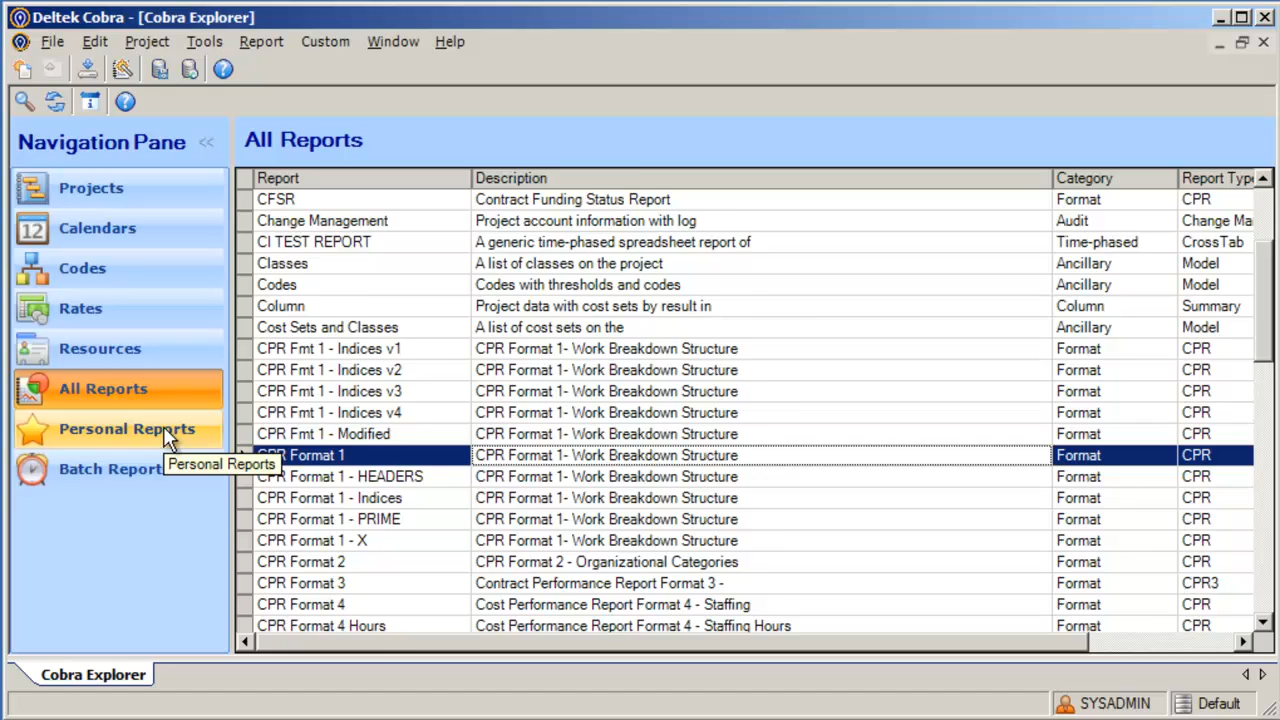 Deltek Cobra - [Cobra Explorer]
File Edit Project Tools Report Custom Window Help
Navigation Pane <<
All Reports
Projects
12 Calendars
Codes
Rates
Resources
All Reports
Personal Reports
Batch Report
Personal Reports
Report Description Category Report Type
CFSR Contract Funding Status Report Format CPR
Change Management Project account information with log Audit Change Ma
CI TEST REPORT A generic time-phased spreadsheet report of Time-phased CrossTab
Classes A list of classes on the project Ancillary Model
Codes Codes with thresholds and codes Ancillary Model
Column Project data with cost sets by result in Column Summary
Cost Sets and Classes A list of cost sets on the Ancillary Model
CPR Fmt 1 - Indices v1 CPR Format 1- Work Breakdown Structure Format CPR
CPR Fmt 1 - Indices v2 CPR Format 1- Work Breakdown Structure Format CPR
CPR Fmt 1 - Indices v3 CPR Format 1- Work Breakdown Structure Format CPR
CPR Fmt 1 - Indices v4 CPR Format 1- Work Breakdown Structure Format CPR
CPR Fmt 1 - Modified CPR Format 1- Work Breakdown Structure Format CPR
CPR Format 1 CPR Format 1- Work Breakdown Structure Format CPR
CPR Format 1 - HEADERS CPR Format 1- Work Breakdown Structure Format CPR
CPR Format 1 - Indices CPR Format 1- Work Breakdown Structure Format CPR
CPR Format 1 - PRIME CPR Format 1- Work Breakdown Structure Format CPR
CPR Format 1 - X CPR Format 1- Work Breakdown Structure Format CPR
CPR Format 2 CPR Format 2 - Organizational Categories Format CPR
CPR Format 3 Contract Performance Report Format 3 - Format CPR3
CPR Format 4 Cost Performance Report Format 4 - Staffing Format CPR
CPR Format 4 Hours Cost Performance Report Format 4 - Staffing Hours Format CPR
Cobra Explorer
SYSADMIN Default